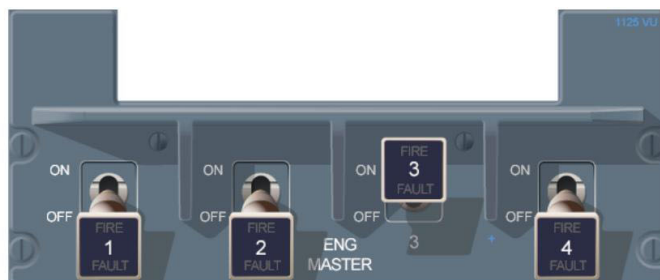 1125 VU
FIRE
ON ON ON 3 ON
FAULT
OFF OFF OFF OFF
FIRE FIRE FIRE
1 2 ENG 3 4
FAULT FAULT MASTER FAULT